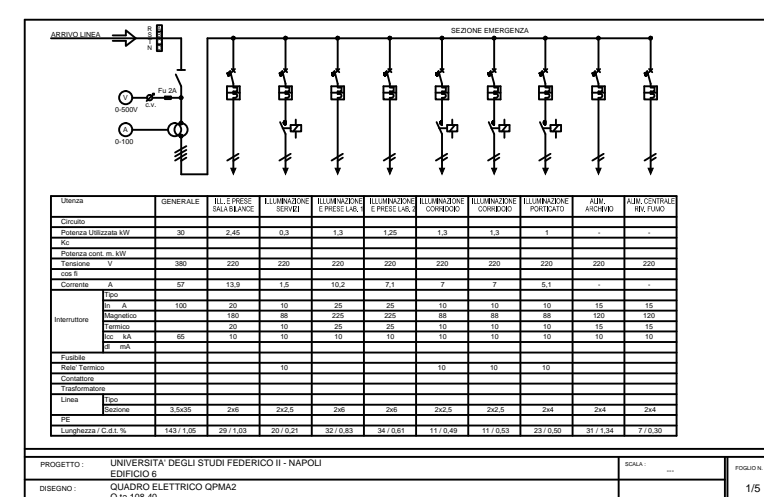 ARRIVO LINEA
R
S
T
N
SEZIONE EMERGENZA
Fu 2A
V
c.v.
0-500V
A
0-100
Utenza GENERALE ILL. E PRESE SALA BILANCE ILLUMINAZIONE SERVIZI ILLUMINAZIONE E PRESE LAB. 1 ILLUMINAZIONE E PRESE LAB. 2 ILLUMINAZIONE CORRIDOIO ILLUMINAZIONE CORRIDOIO ILLUMINAZIONE PORTICATO ALIM. ARCHIVIO ALIM. CENTRALE RIV. FUMO
Circuito
Potenza Utilizzata kW 30 2,45 0,3 1,3 1,25 1,3 1,3 1 - -
Kc
Potenza cont. m. kW
Tensione V 380 220 220 220 220 220 220 220 220 220
cos fi
Corrente A 57 13,9 1,5 10,2 7,1 7 7 5,1 - -
Interruttore
Tipo
In A 100 20 10 25 25 10 10 10 15 15
Magnetico 180 88 225 225 88 88 88 120 120
Termico 20 10 25 25 10 10 10 15 15
Icc kA 65 10 10 10 10 10 10 10 10 10
dI mA
Fusibile
Rele' Termico 10 10 10 10
Contattore
Trasformatore
Linea Tipo
Sezione 3,5x35 2x6 2x2,5 2x6 2x6 2x2,5 2x2,5 2x4 2x4 2x4
PE
Lunghezza / C.d.t. % 143 / 1,05 29 / 1,03 20 / 0,21 32 / 0,83 34 / 0,61 11 / 0,49 11 / 0,53 23 / 0,50 31 / 1,34 7 / 0,30
PROGETTO : UNIVERSITA' DEGLI STUDI FEDERICO II - NAPOLI
EDIFICIO 6
SCALA :
---
FOGLIO N.
DISEGNO : QUADRO ELETTRICO QPMA2
1/5
Q.ta 108,40